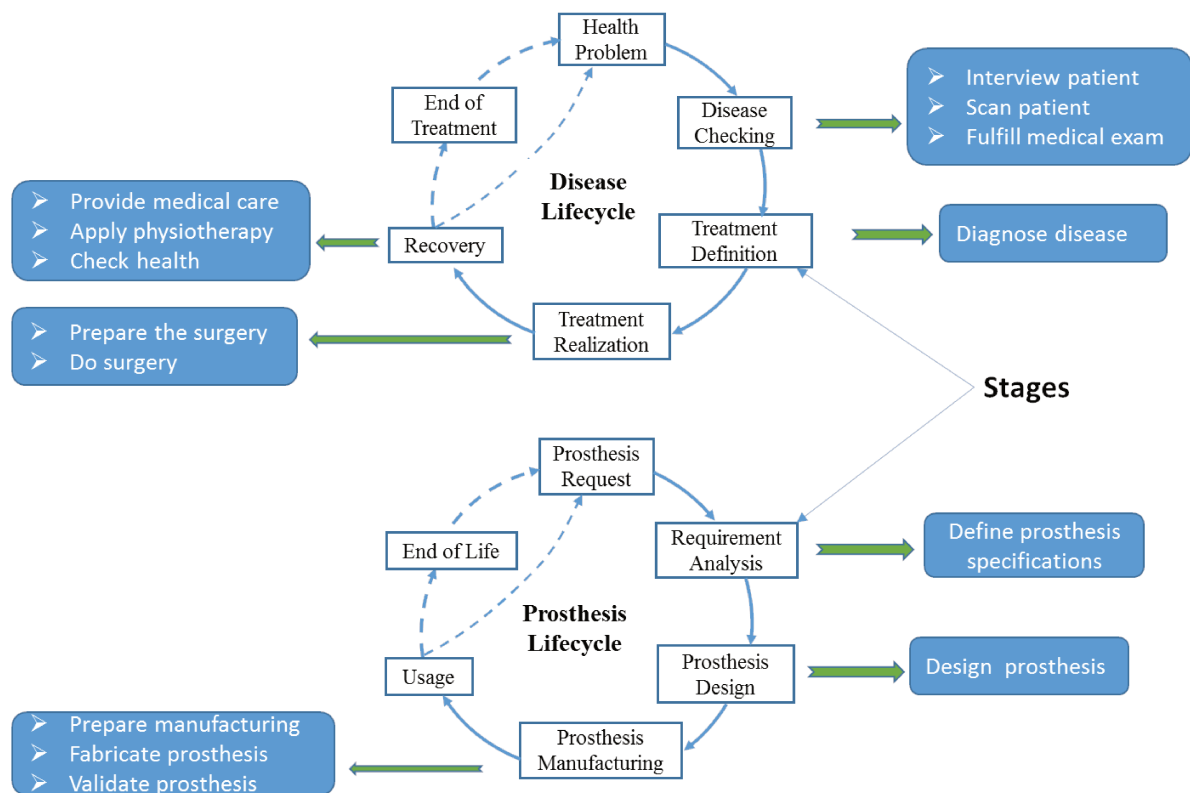 Health
Problem
End of
Treatment
Disease
Checking
➢ Interview patient
➢ Scan patient
➢ Fulfill medical exam
Disease
Lifecycle
➢ Provide medical care
➢ Apply physiotherapy
➢ Check health
Recovery
Treatment
Definition
Diagnose disease
➢ Prepare the surgery
➢ Do surgery
Treatment
Realization
Stages
Prosthesis
Request
End of Life
Requirement
Analysis
Define prosthesis
specifications
Prosthesis
Lifecycle
Usage
Prosthesis
Design
Design prosthesis
➢ Prepare manufacturing
➢ Fabricate prosthesis
➢ Validate prosthesis
Prosthesis
Manufacturing